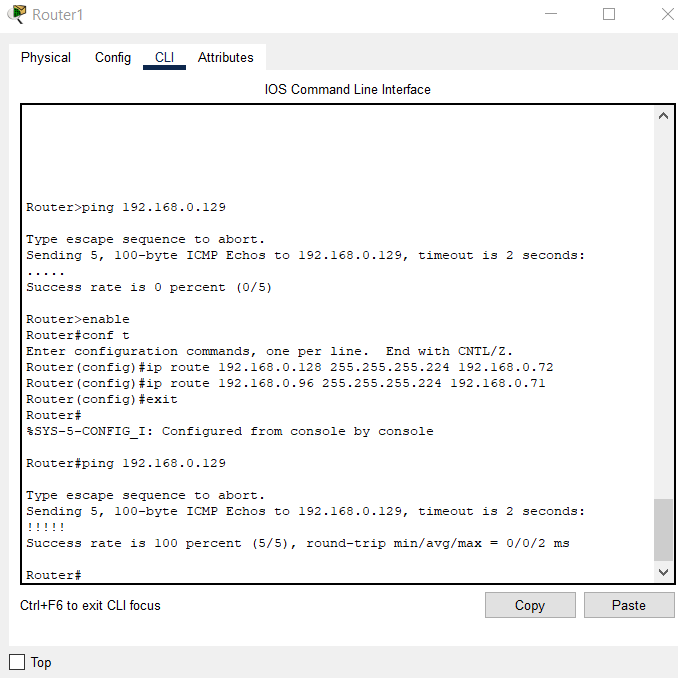 Router1
Physical Config CLI Attributes
IOS Command Line Interface
Router>ping 192.168.0.129
Type escape sequence to abort.
Sending 5, 100-byte ICMP Echos to 192.168.0.129, timeout is 2 seconds:
.....
Success rate is 0 percent (0/5)
Router>enable
Router#conf t
Enter configuration commands, one per line.  End with CNTL/Z.
Router(config)#ip route 192.168.0.128 255.255.255.224 192.168.0.72
Router(config)#ip route 192.168.0.96 255.255.255.224 192.168.0.71
Router(config)#exit
Router#
%SYS-5-CONFIG_I: Configured from console by console
Router#ping 192.168.0.129
Type escape sequence to abort.
Sending 5, 100-byte ICMP Echos to 192.168.0.129, timeout is 2 seconds:
!!!!!
Success rate is 100 percent (5/5), round-trip min/avg/max = 0/0/2 ms
Router#
Ctrl+F6 to exit CLI focus
Copy Paste
Top